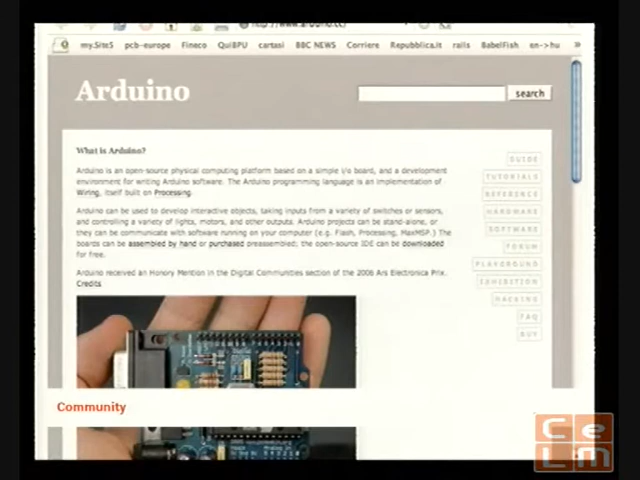 http://www.arduino.cc/
my.Site5 pcb-europe Fineco QuiBPU cartasi BBC NEWS Corriere Repubblica.it rails BabelFish en->hu »
Arduino
search
What is Arduino?
Arduino is an open-source physical computing platform based on a simple i/o board, and a development
environment for writing Arduino software. The Arduino programming language is an implementation of
Wiring, itself built on Processing.
Arduino can be used to develop interactive objects, taking inputs from a variety of switches or sensors,
and controlling a variety of lights, motors, and other outputs. Arduino projects can be stand-alone, or
they can be communicate with software running on your computer (e.g. Flash, Processing, MaxMSP.) The
boards can be assembled by hand or purchased preassembled; the open-source IDE can be downloaded
for free.
Arduino received an Honory Mention in the Digital Communities section of the 2006 Ars Electronica Prix.
Credits
GUIDE
TUTORIALS
REFERENCE
HARDWARE
SOFTWARE
FORUM
PLAYGROUND
EXHIBITION
HACKING
FAQ
BUY
Community
CeLM